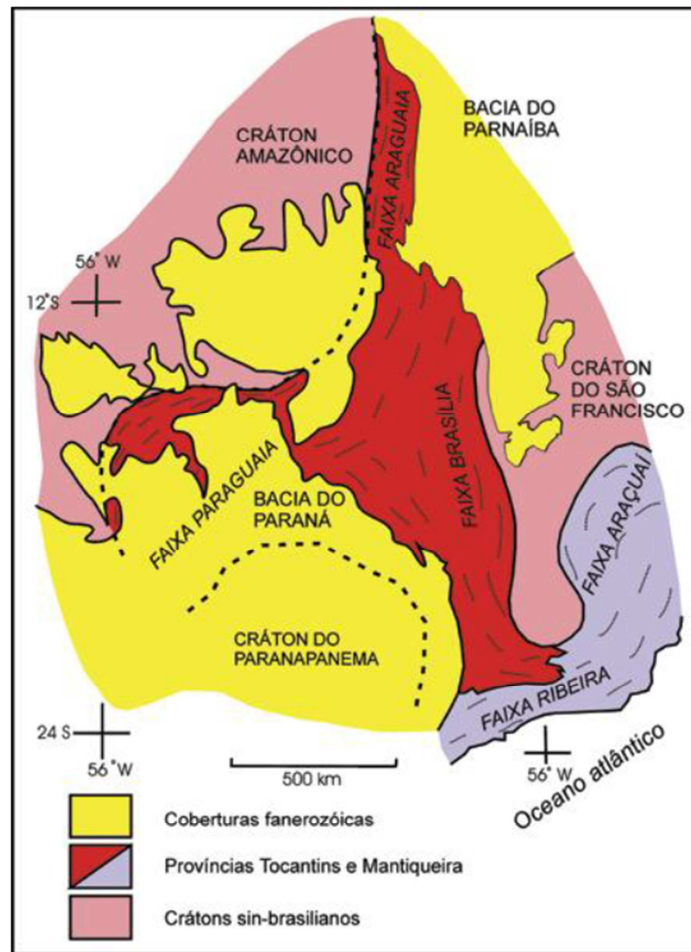 BACIA DO
PARNAÍBA
CRÁTON
AMAZÔNICO
FAIXA ARAGUAIA
56° W
12°S
CRÁTON
DO SÃO
FRANCISCO
FAIXA BRASÍLIA
FAIXA ARAÇUAÍ
FAIXA PARAGUAIA
BACIA DO
PARANÁ
CRÁTON DO
PARANAPANEMA
FAIXA RIBEIRA
24 S
56° W
500 km
56° W
Oceano atlântico
Coberturas fanerozóicas
Províncias Tocantins e Mantiqueira
Crátons sin-brasilianos